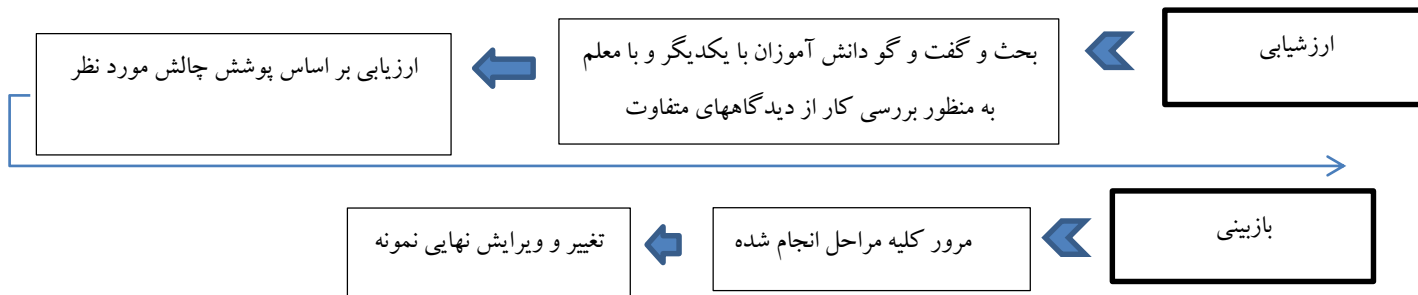 ارزشیابی
بحث و گفت و گو دانش آموزان با یکدیگر و با معلم
به منظور بررسی کار از دیدگاههای متفاوت
ارزیابی بر اساس پوشش چالش مورد نظر
بازبینی
مرور کلیه مراحل انجام شده
تغییر و ویرایش نهایی نمونه